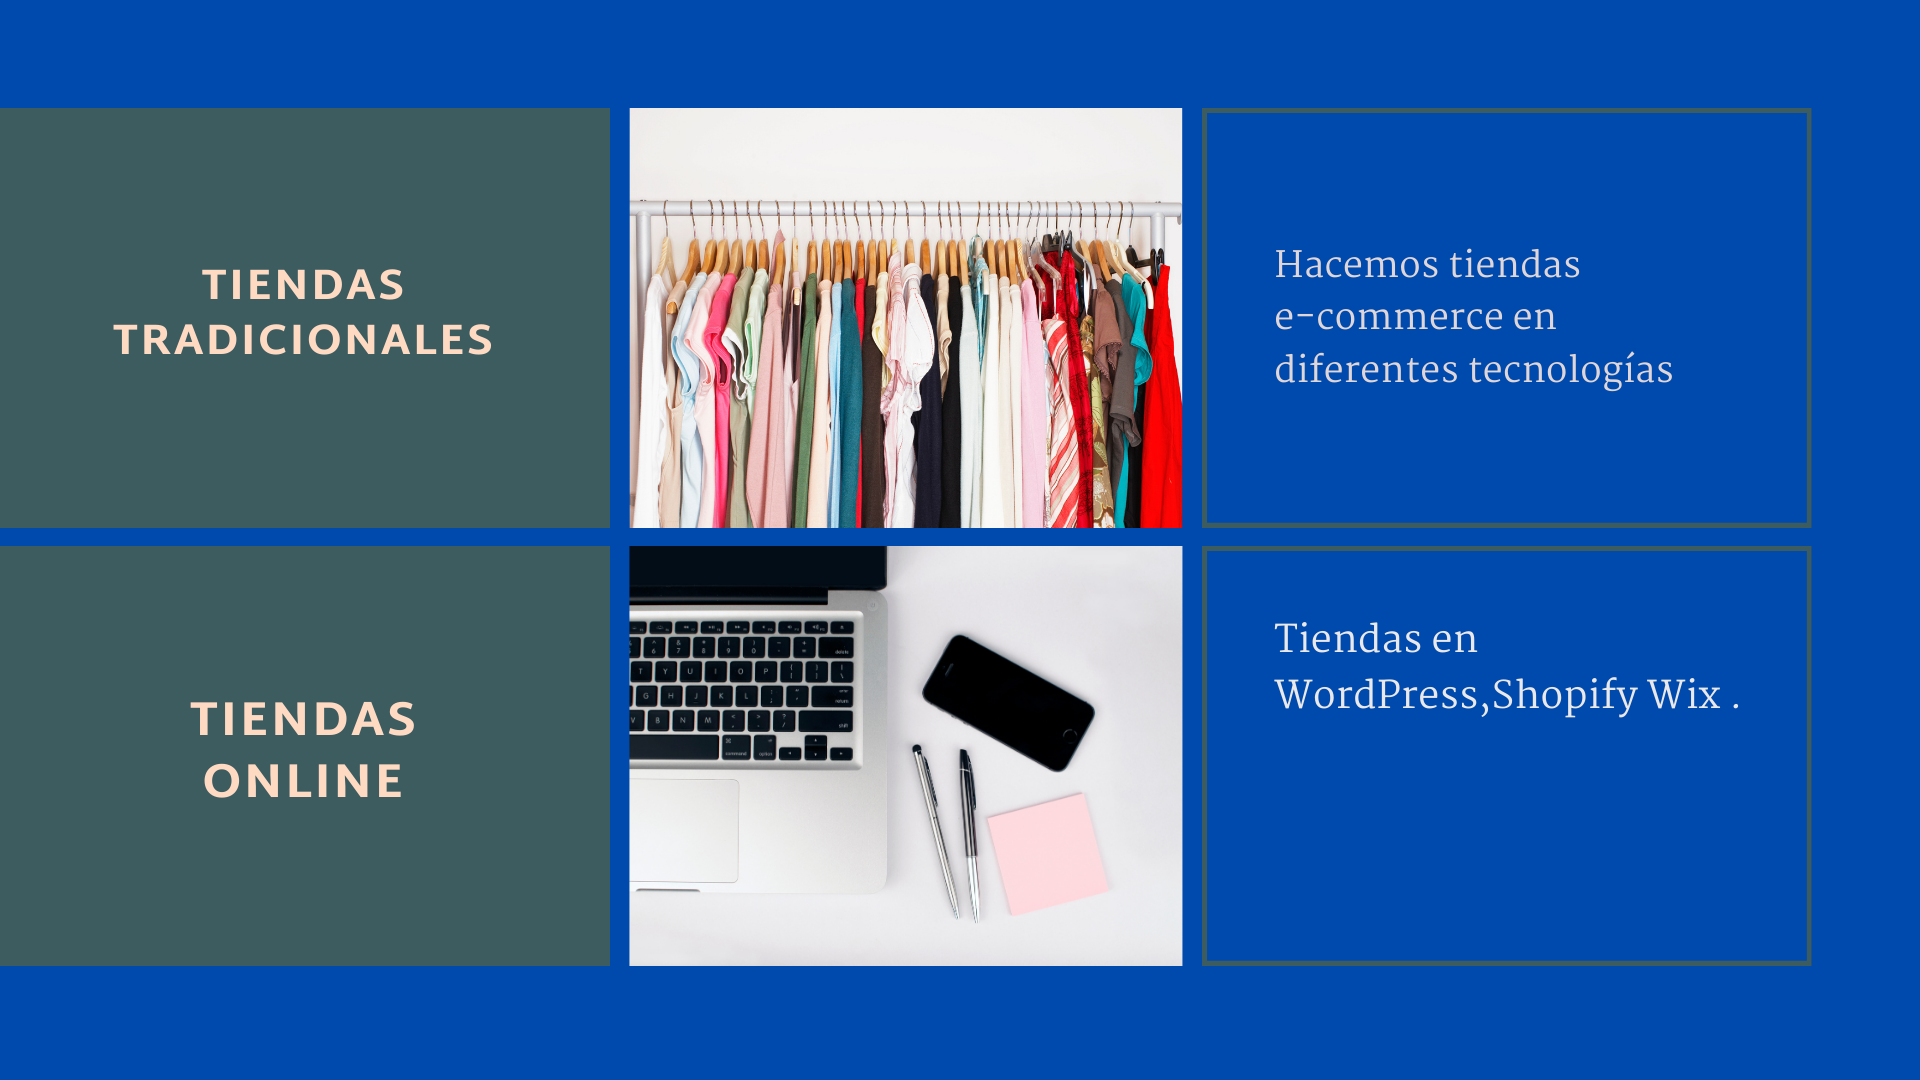 TIENDAS
TRADICIONALES
Hacemos tiendas
e-commerce en
diferentes tecnologías
TIENDAS
ONLINE
Tiendas en
WordPress,Shopify Wix .